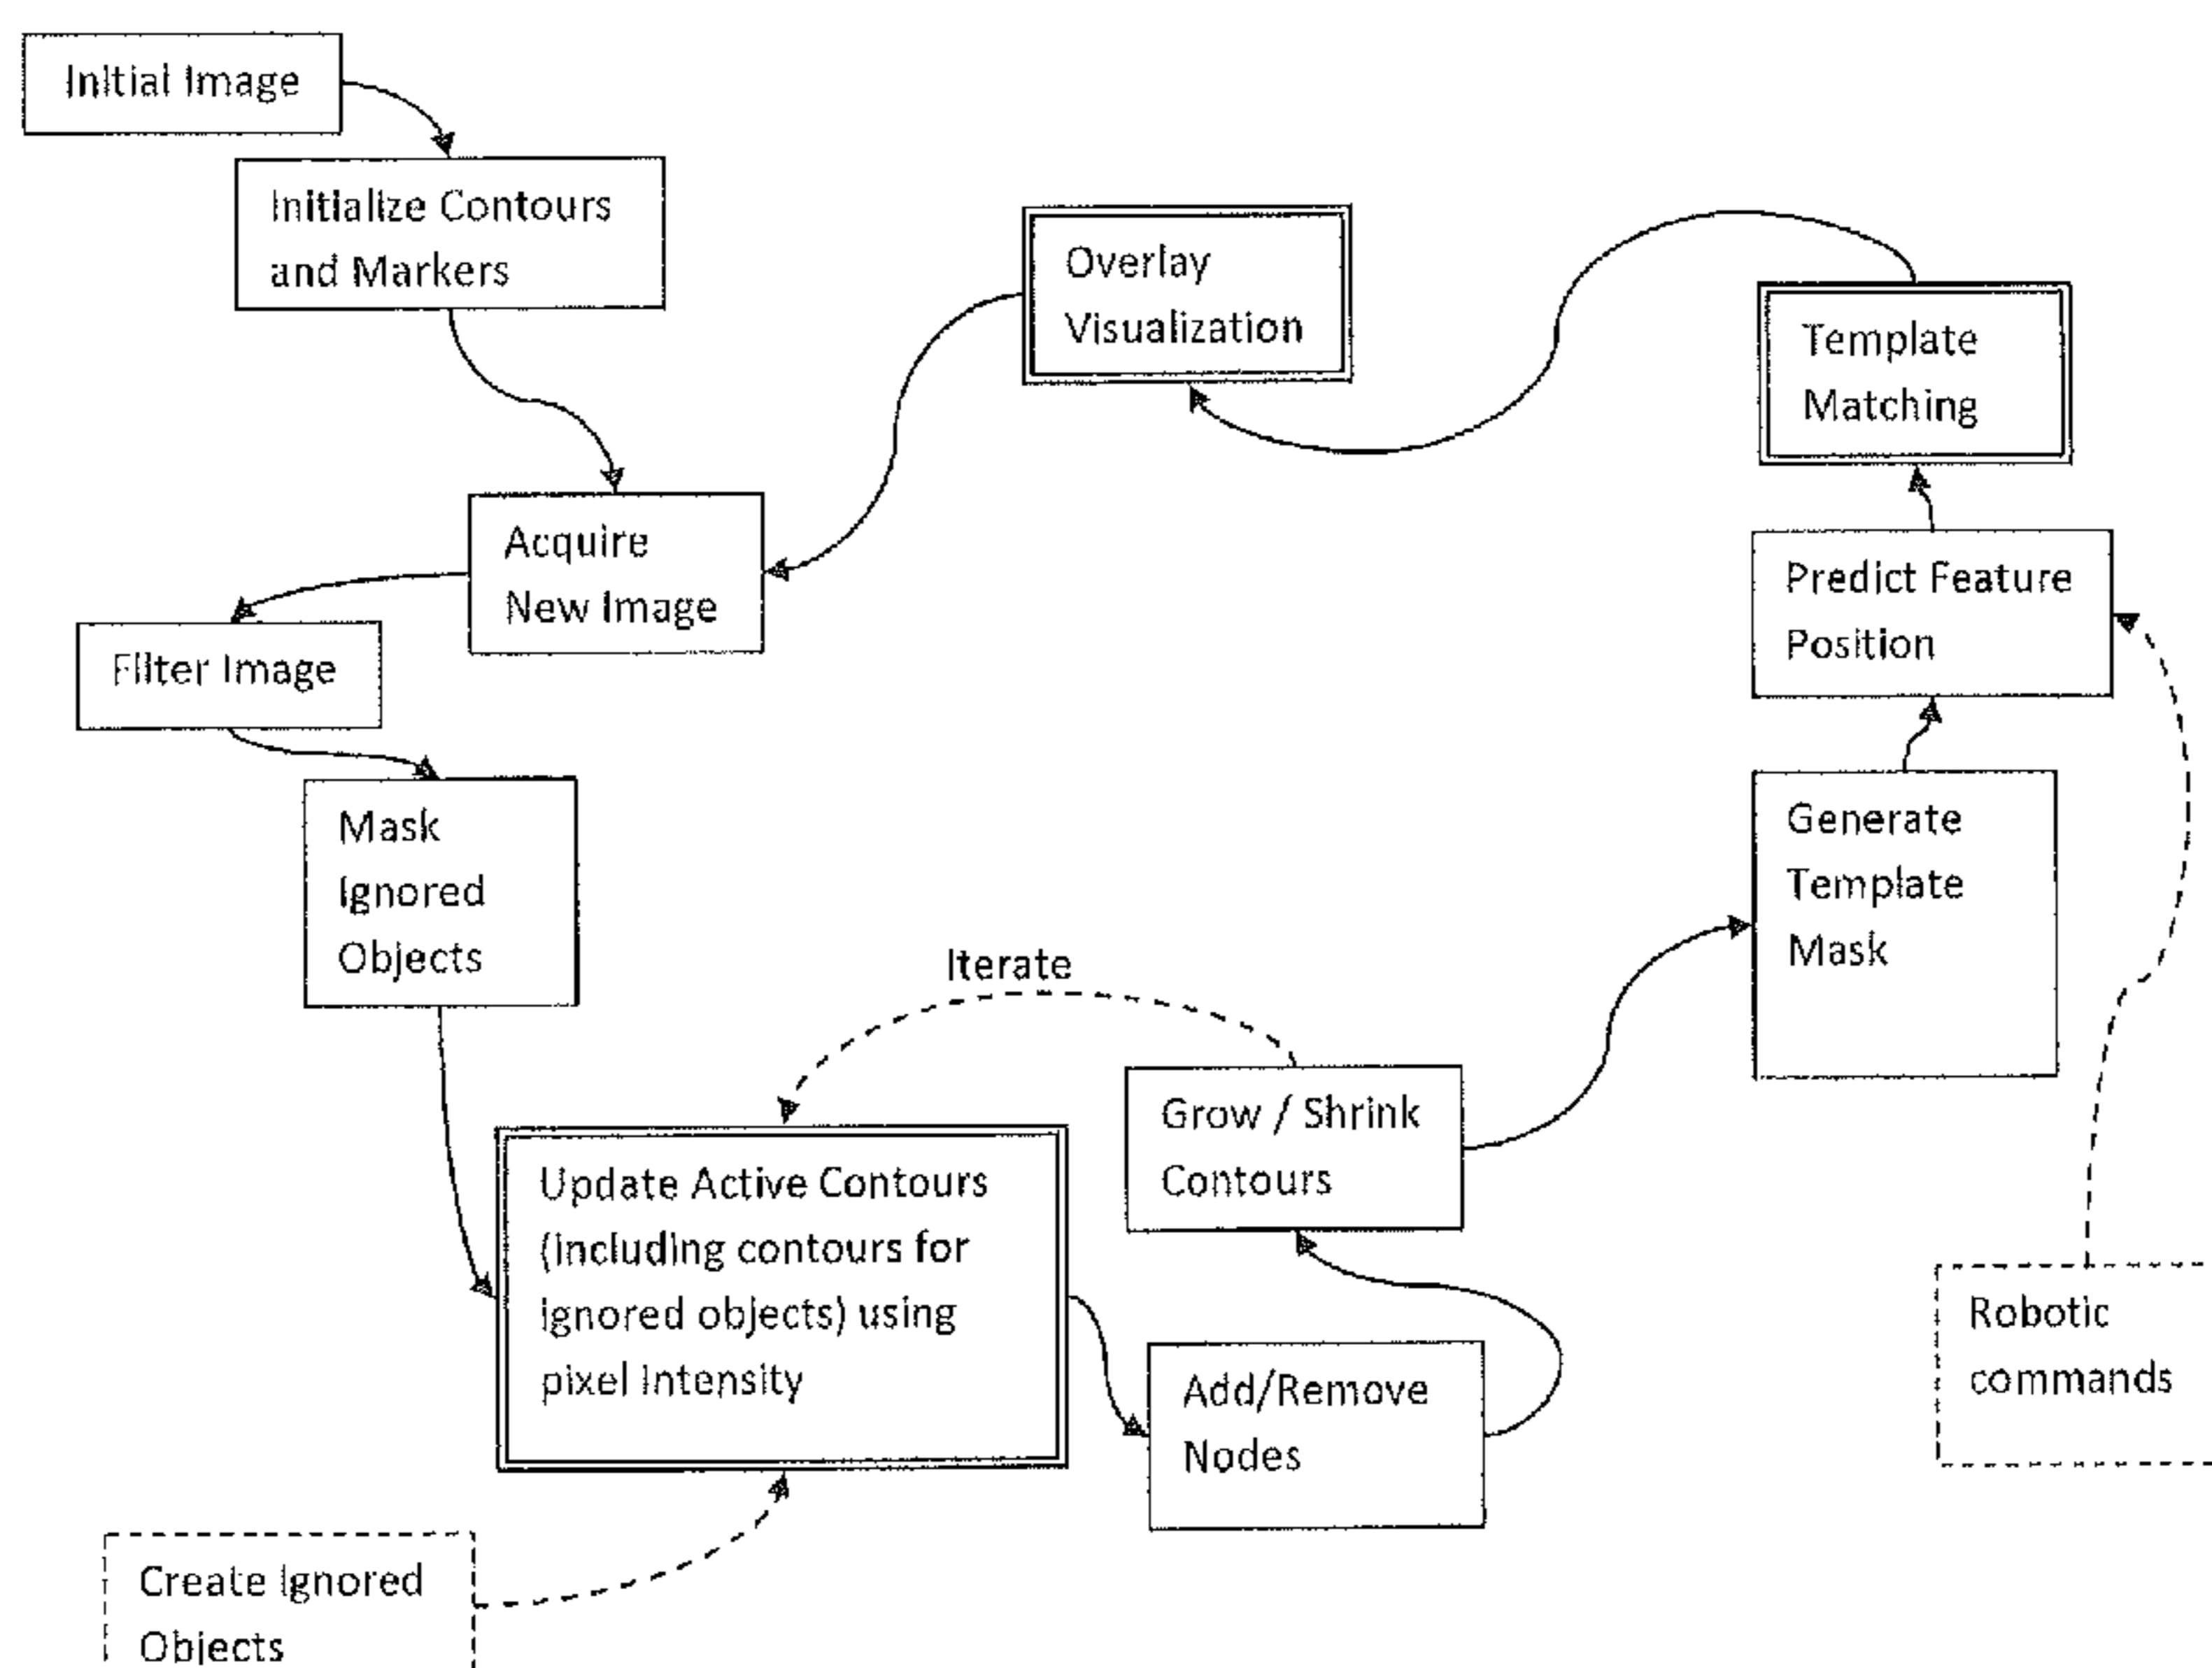 Initial Image
Initialize Contours
and Markers
Overlay
Visualization
Template
Matching
Acquire
New Image
Predict Feature
Position
Filter Image
Mask
Ignored
Objects
Generate
Template
Mask
Iterate
Grow / Shrink
Contours
Update Active Contours
(including contours for
ignored objects) using
pixel intensity
Add/Remove
Nodes
Robotic
commands
Create Ignored
Objects